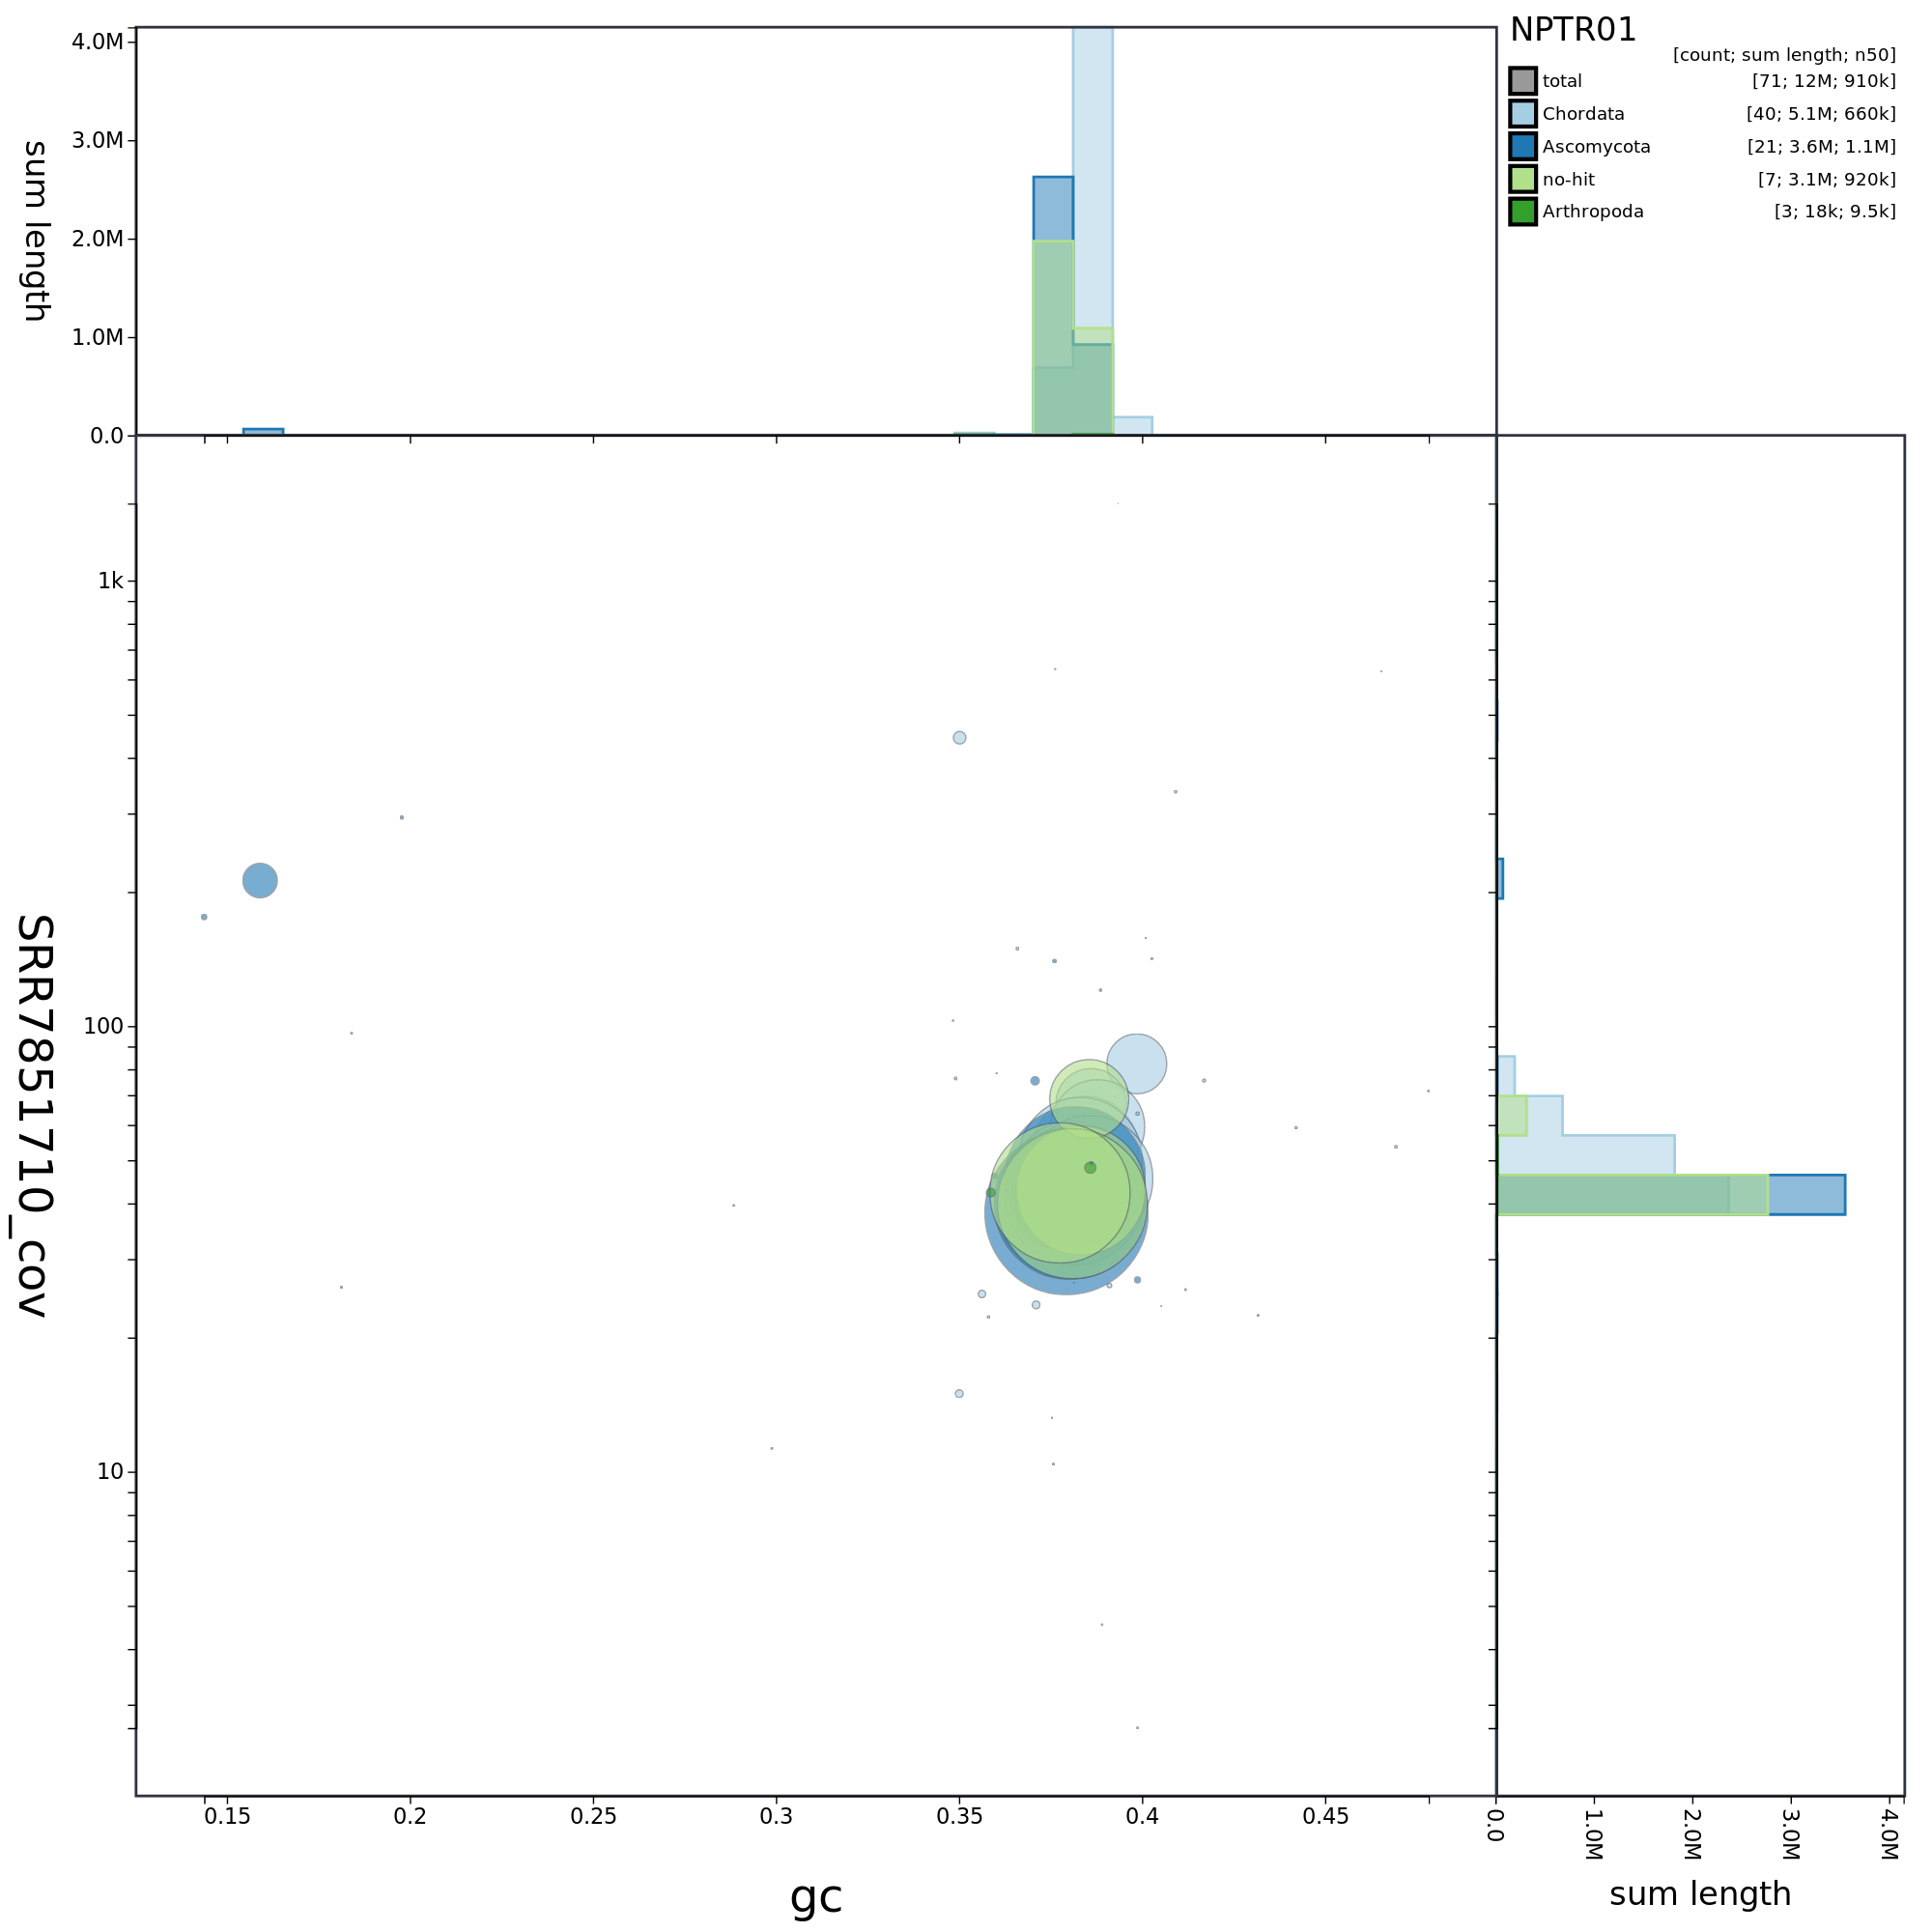 NPTR01
[count; sum length; n50]
total [71; 12M; 910k]
Chordata [40; 5.1M; 660k]
Ascomycota [21; 3.6M; 1.1M]
no-hit [7; 3.1M; 920k]
Arthropoda [3; 18k; 9.5k]
sum length
4.0M
3.0M
2.0M
1.0M
0.0
SRR7851710_cov
1k
100
10
0.15 0.2 0.25 0.3 0.35 0.4 0.45
gc
0.0 1.0M 2.0M 3.0M 4.0M
sum length